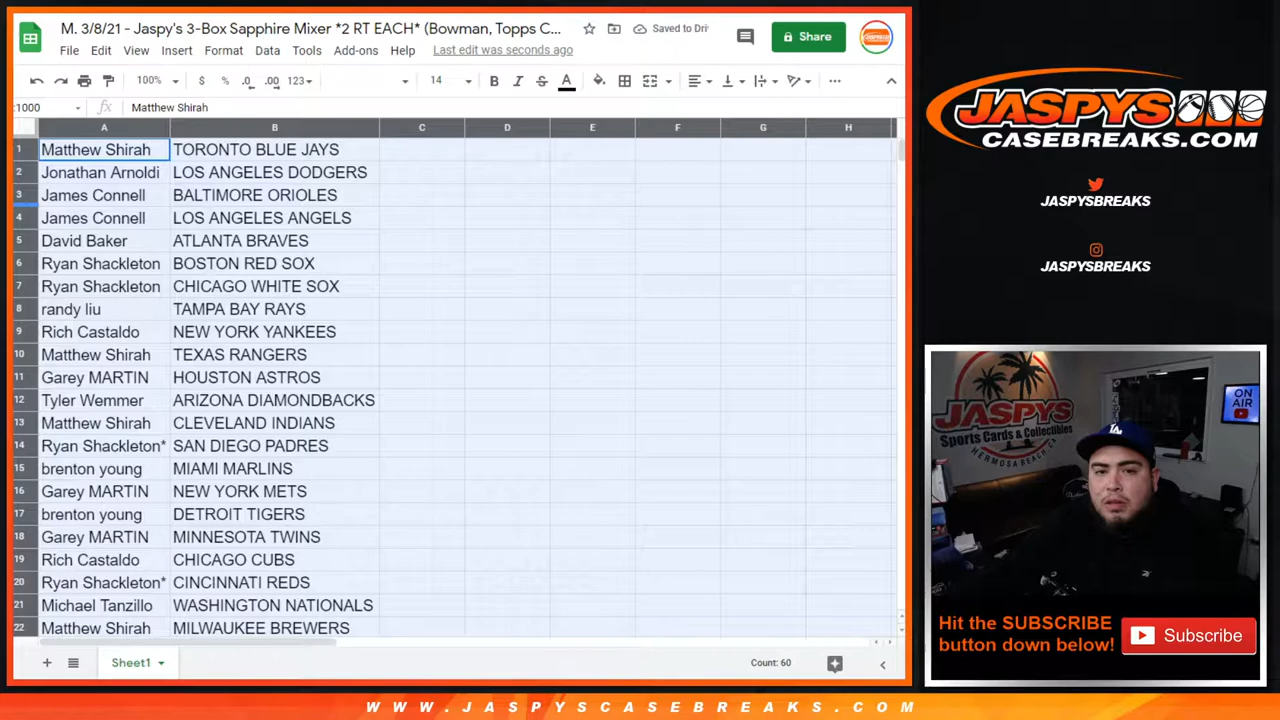 M. 3/8/21 - Jaspy's 3-Box Sapphire Mixer *2 RT EACH* (Bowman, Topps C...
Saved to Dri
Share
File Edit View Insert Format Data Tools Add-ons Help Last edit was seconds ago
100% $ % .0 .00 123 14 B I S A
:1000 fx Matthew Shirah
A B C D E F G H
1 Matthew Shirah TORONTO BLUE JAYS
2 Jonathan Arnoldi LOS ANGELES DODGERS
3 James Connell BALTIMORE ORIOLES
4 James Connell LOS ANGELES ANGELS
5 David Baker ATLANTA BRAVES
6 Ryan Shackleton BOSTON RED SOX
7 Ryan Shackleton CHICAGO WHITE SOX
8 randy liu TAMPA BAY RAYS
9 Rich Castaldo NEW YORK YANKEES
10 Matthew Shirah TEXAS RANGERS
11 Garey MARTIN HOUSTON ASTROS
12 Tyler Wemmer ARIZONA DIAMONDBACKS
13 Matthew Shirah CLEVELAND INDIANS
14 Ryan Shackleton* SAN DIEGO PADRES
15 brenton young MIAMI MARLINS
16 Garey MARTIN NEW YORK METS
17 brenton young DETROIT TIGERS
18 Garey MARTIN MINNESOTA TWINS
19 Rich Castaldo CHICAGO CUBS
20 Ryan Shackleton* CINCINNATI REDS
21 Michael Tanzillo WASHINGTON NATIONALS
22 Matthew Shirah MILWAUKEE BREWERS
Sheet1
Count: 60
JASPYS
CASEBREAKS.COM
JASPYSBREAKS
JASPYSBREAKS
JASPYS
Sports Cards & Collectibles
HERMOSA BEACH, CA
ON
AIR
LA
Hit the SUBSCRIBE
button down below!
Subscribe
WWW.JASPYSCASEBREAKS.COM